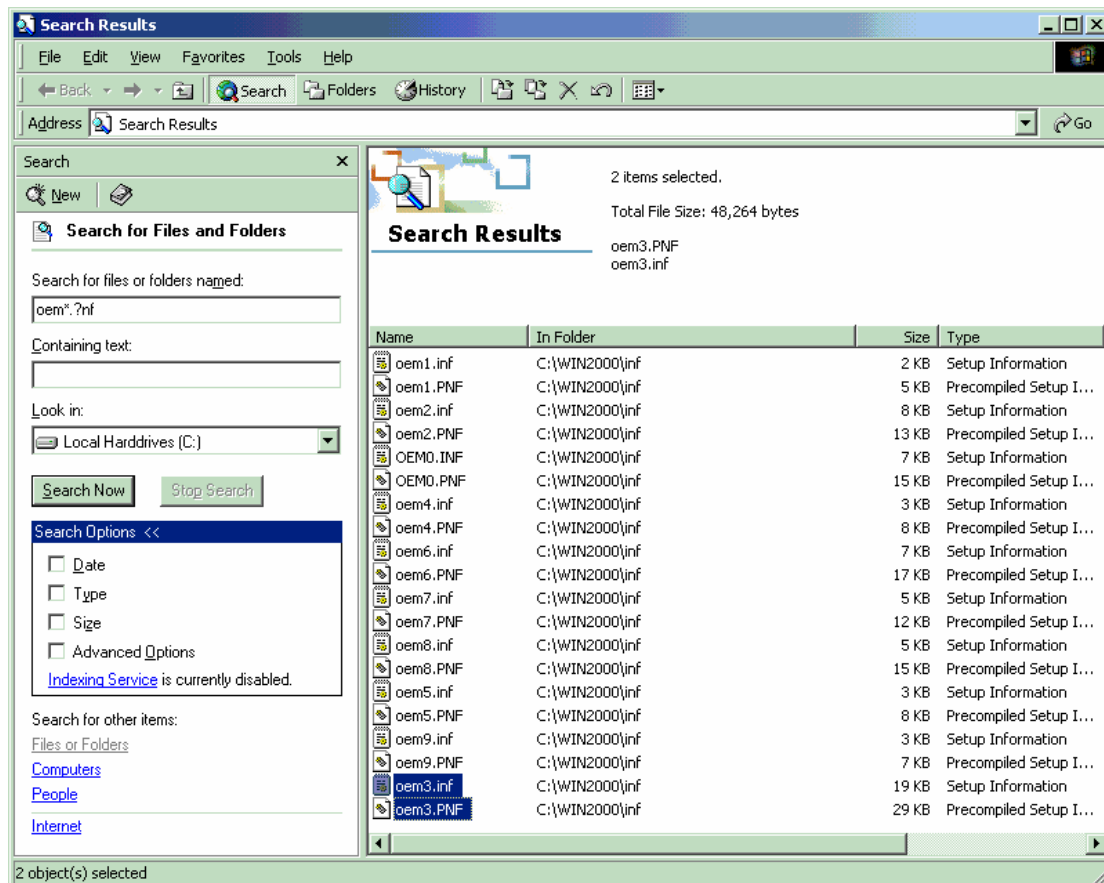 Search Results
File Edit View Favorites Tools Help
Back Search Folders History
Address Search Results Go
Search
New
Search for Files and Folders
Search for files or folders named:
oem*.?nf
Containing text:
Look in:
Local Harddrives (C:)
Search Now Stop Search
Search Options <<
Date
Type
Size
Advanced Options
Indexing Service is currently disabled.
Search for other items:
Files or Folders
Computers
People
Internet
Search Results
2 items selected.
Total File Size: 48,264 bytes
oem3.PNF
oem3.inf
Name In Folder Size Type
oem1.inf C:\WIN2000\inf 2 KB Setup Information
oem1.PNF C:\WIN2000\inf 5 KB Precompiled Setup I...
oem2.inf C:\WIN2000\inf 8 KB Setup Information
oem2.PNF C:\WIN2000\inf 13 KB Precompiled Setup I...
OEM0.INF C:\WIN2000\inf 7 KB Setup Information
OEM0.PNF C:\WIN2000\inf 15 KB Precompiled Setup I...
oem4.inf C:\WIN2000\inf 3 KB Setup Information
oem4.PNF C:\WIN2000\inf 8 KB Precompiled Setup I...
oem6.inf C:\WIN2000\inf 7 KB Setup Information
oem6.PNF C:\WIN2000\inf 17 KB Precompiled Setup I...
oem7.inf C:\WIN2000\inf 5 KB Setup Information
oem7.PNF C:\WIN2000\inf 12 KB Precompiled Setup I...
oem8.inf C:\WIN2000\inf 5 KB Setup Information
oem8.PNF C:\WIN2000\inf 15 KB Precompiled Setup I...
oem5.inf C:\WIN2000\inf 3 KB Setup Information
oem5.PNF C:\WIN2000\inf 8 KB Precompiled Setup I...
oem9.inf C:\WIN2000\inf 3 KB Setup Information
oem9.PNF C:\WIN2000\inf 7 KB Precompiled Setup I...
oem3.inf C:\WIN2000\inf 19 KB Setup Information
oem3.PNF C:\WIN2000\inf 29 KB Precompiled Setup I...
2 object(s) selected